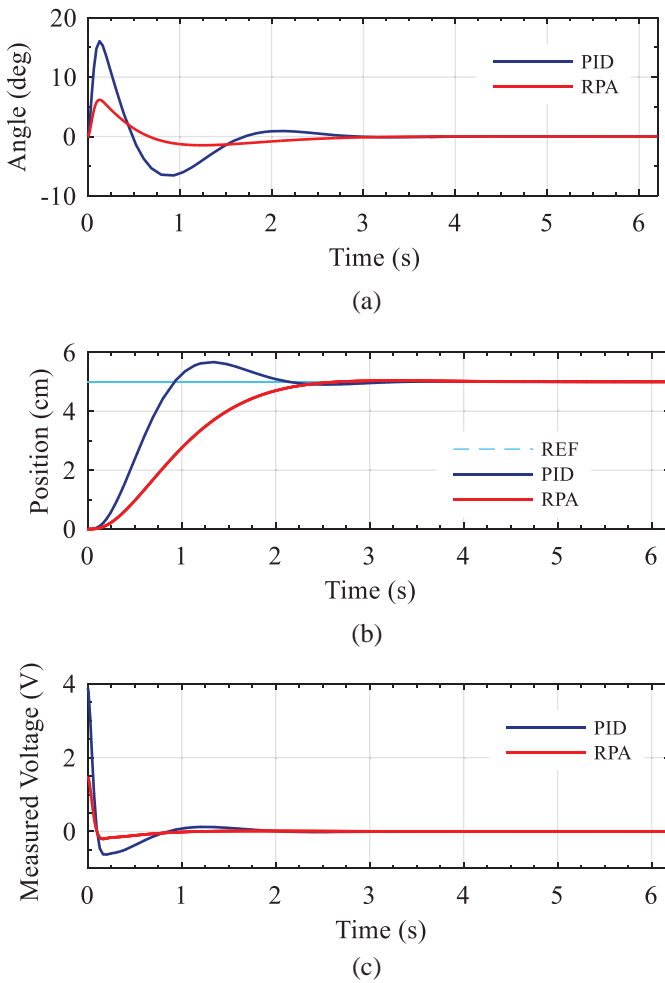 Angle (deg)
20
10
0
-10
PID
RPA
0 1 2 3 4 5 6
Time (s)
(a)
Position (cm)
6
4
2
0
REF
PID
RPA
0 1 2 3 4 5 6
Time (s)
(b)
Measured Voltage (V)
4
2
0
PID
RPA
0 1 2 3 4 5 6
Time (s)
(c)